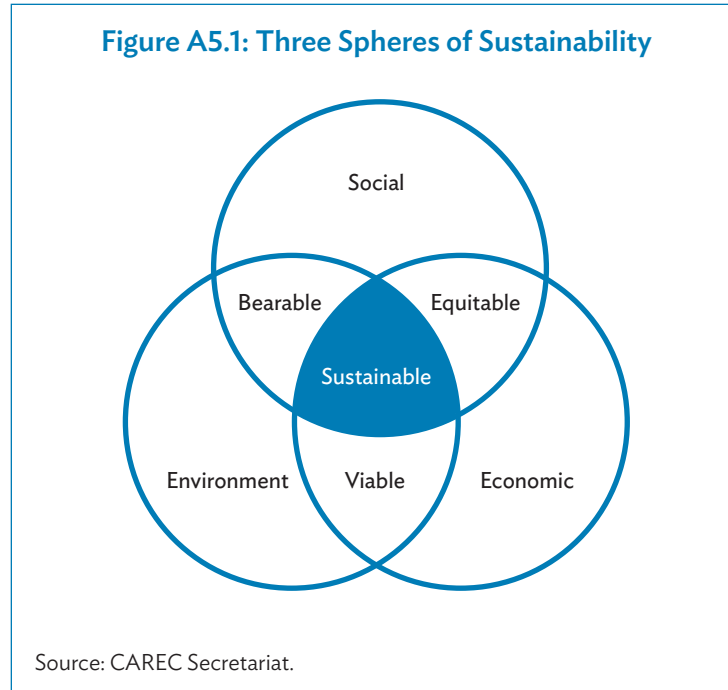 Figure A5.1: Three Spheres of Sustainability
Social
Bearable
Equitable
Sustainable
Environment
Viable
Economic
Source: CAREC Secretariat.